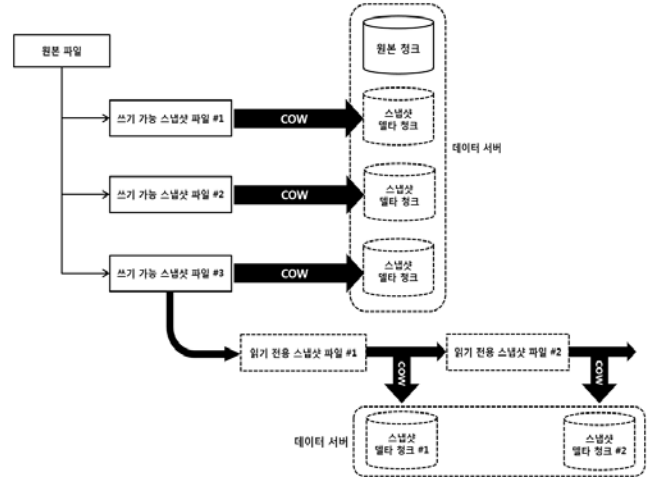 원본 파일
원본 청크
쓰기 가능 스냅샷 파일 #1
COW
스냅샷
델타 청크
데이터 서버
쓰기 가능 스냅샷 파일 #2
COW
스냅샷
델타 청크
쓰기 가능 스냅샷 파일 #3
COW
스냅샷
델타 청크
읽기 전용 스냅샷 파일 #1
COW
읽기 전용 스냅샷 파일 #2
COW
데이터 서버
스냅샷
델타 청크 #1
스냅샷
델타 청크 #2